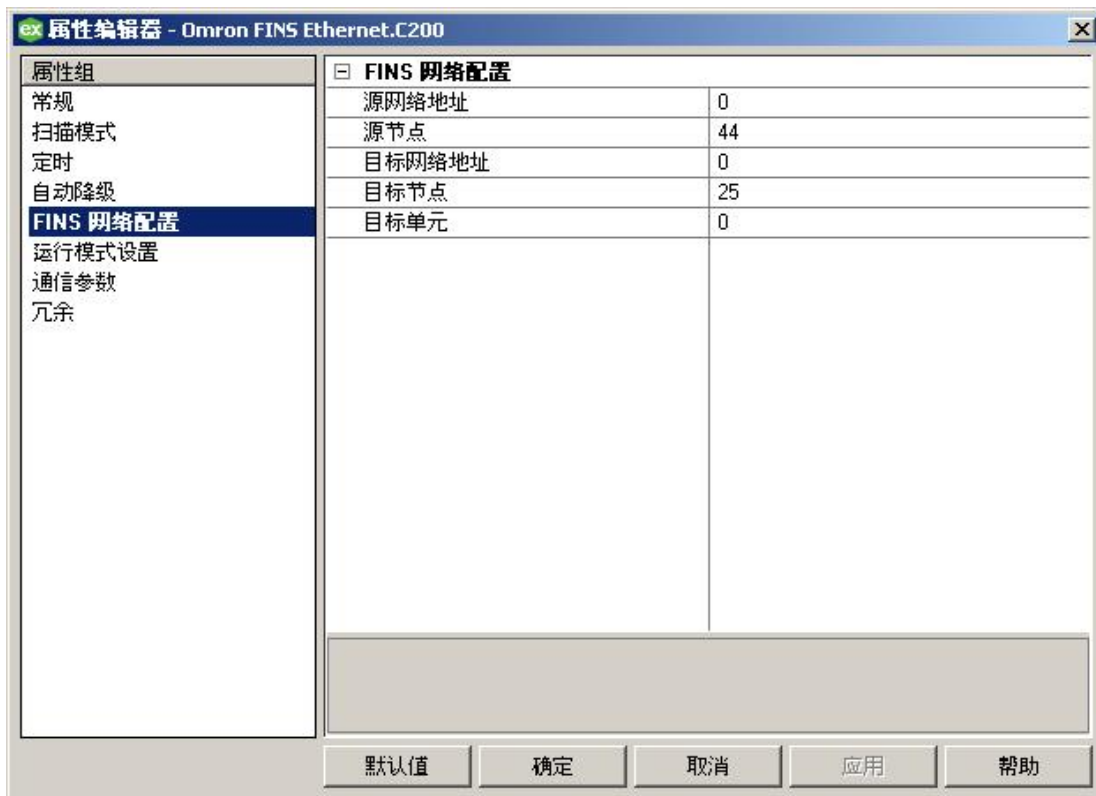 ex 属性编辑器 - Omron FINS Ethernet.C200
属性组
常规
扫描模式
定时
自动降级
FINS 网络配置
运行模式设置
通信参数
冗余
FINS 网络配置
源网络地址 0
源节点 44
目标网络地址 0
目标节点 25
目标单元 0
默认值 确定 取消 应用 帮助